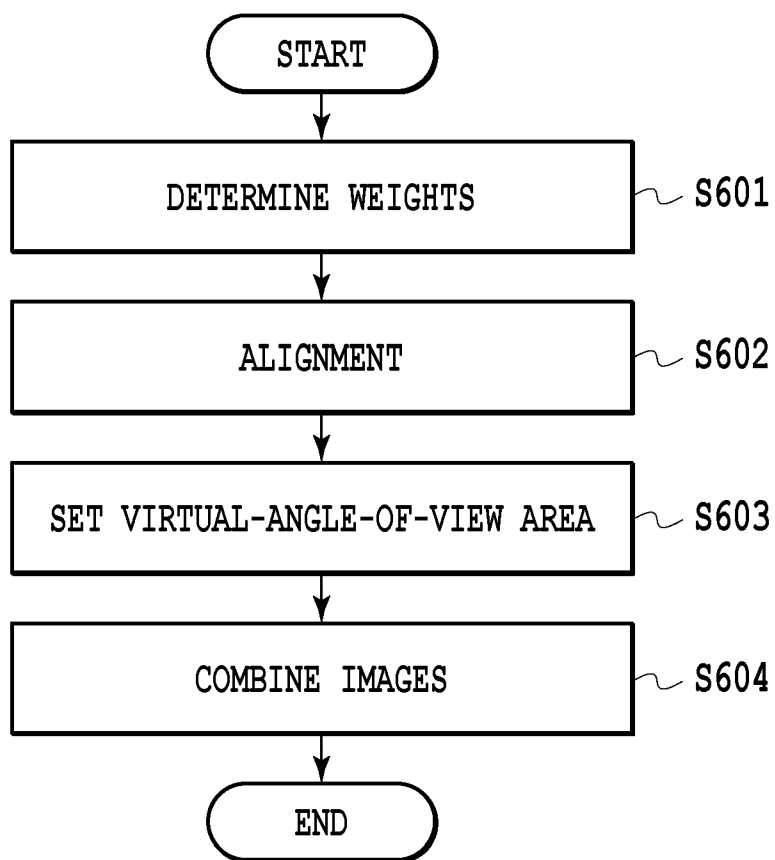 START
DETERMINE WEIGHTS
S601
ALIGNMENT
S602
SET VIRTUAL-ANGLE-OF-VIEW AREA
S603
COMBINE IMAGES
S604
END